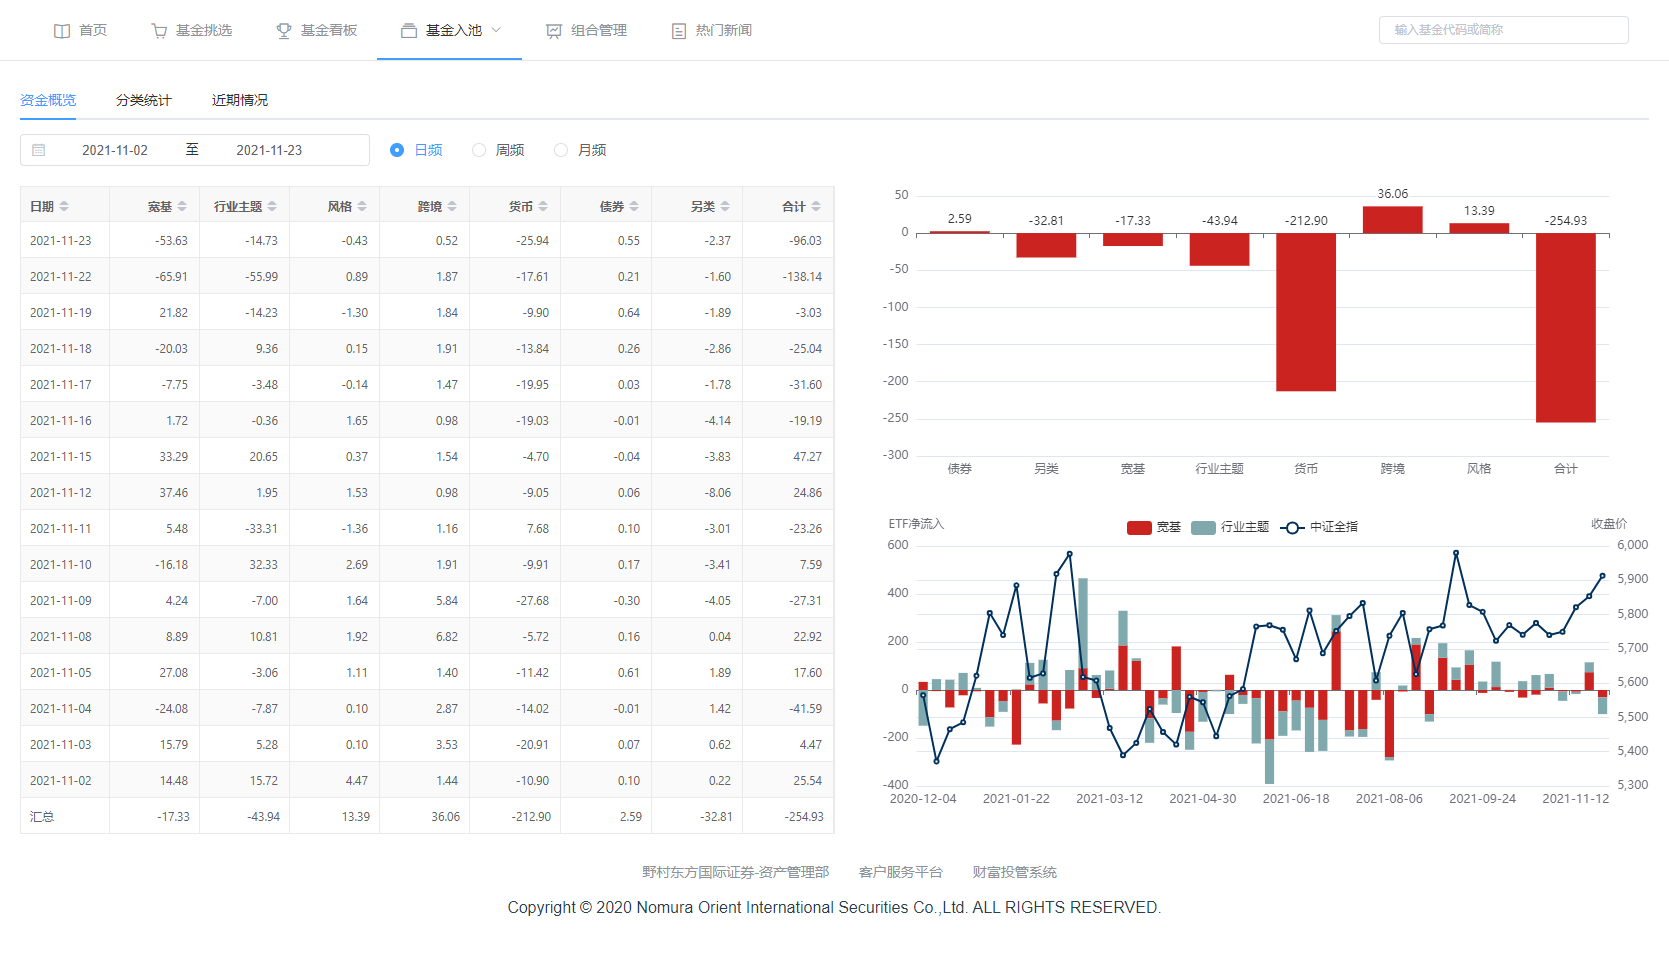 首页 基金挑选 基金看板 基金入池 组合管理 热门新闻 输入基金代码或简称
资金概览 分类统计 近期情况
2021-11-02 至 2021-11-23 日频 周频 月频
日期 宽基 行业主题 风格 跨境 货币 债券 另类 合计
2021-11-23 -53.63 -14.73 -0.43 0.52 -25.94 0.55 -2.37 -96.03
2021-11-22 -65.91 -55.99 0.89 1.87 -17.61 0.21 -1.60 -138.14
2021-11-19 21.82 -14.23 -1.30 1.84 -9.90 0.64 -1.89 -3.03
2021-11-18 -20.03 9.36 0.15 1.91 -13.84 0.26 -2.86 -25.04
2021-11-17 -7.75 -3.48 -0.14 1.47 -19.95 0.03 -1.78 -31.60
2021-11-16 1.72 -0.36 1.65 0.98 -19.03 -0.01 -4.14 -19.19
2021-11-15 33.29 20.65 0.37 1.54 -4.70 -0.04 -3.83 47.27
2021-11-12 37.46 1.95 1.53 0.98 -9.05 0.06 -8.06 24.86
2021-11-11 5.48 -33.31 -1.36 1.16 7.68 0.10 -3.01 -23.26
2021-11-10 -16.18 32.33 2.69 1.91 -9.91 0.17 -3.41 7.59
2021-11-09 4.24 -7.00 1.64 5.84 -27.68 -0.30 -4.05 -27.31
2021-11-08 8.89 10.81 1.92 6.82 -5.72 0.16 0.04 22.92
2021-11-05 27.08 -3.06 1.11 1.40 -11.42 0.61 1.89 17.60
2021-11-04 -24.08 -7.87 0.10 2.87 -14.02 -0.01 1.42 -41.59
2021-11-03 15.79 5.28 0.10 3.53 -20.91 0.07 0.62 4.47
2021-11-02 14.48 15.72 4.47 1.44 -10.90 0.10 0.22 25.54
汇总 -17.33 -43.94 13.39 36.06 -212.90 2.59 -32.81 -254.93
50
0
-50
-100
-150
-200
-250
-300
2.59 -32.81 -17.33 -43.94 -212.90 36.06 13.39 -254.93
债券 另类 宽基 行业主题 货币 跨境 风格 合计
ETF净流入 宽基 行业主题 中证全指 收盘价
600
400
200
0
-200
-400
6,000
5,900
5,800
5,700
5,600
5,500
5,400
5,300
2020-12-04 2021-01-22 2021-03-12 2021-04-30 2021-06-18 2021-08-06 2021-09-24 2021-11-12
野村东方国际证券-资产管理部 客户服务平台 财富投管系统
Copyright © 2020 Nomura Orient International Securities Co.,Ltd. ALL RIGHTS RESERVED.